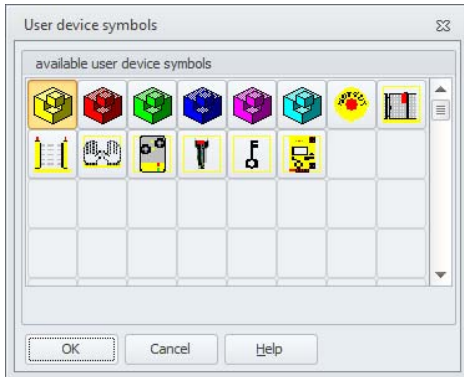 User device symbols
available user device symbols
OK
Cancel
Help